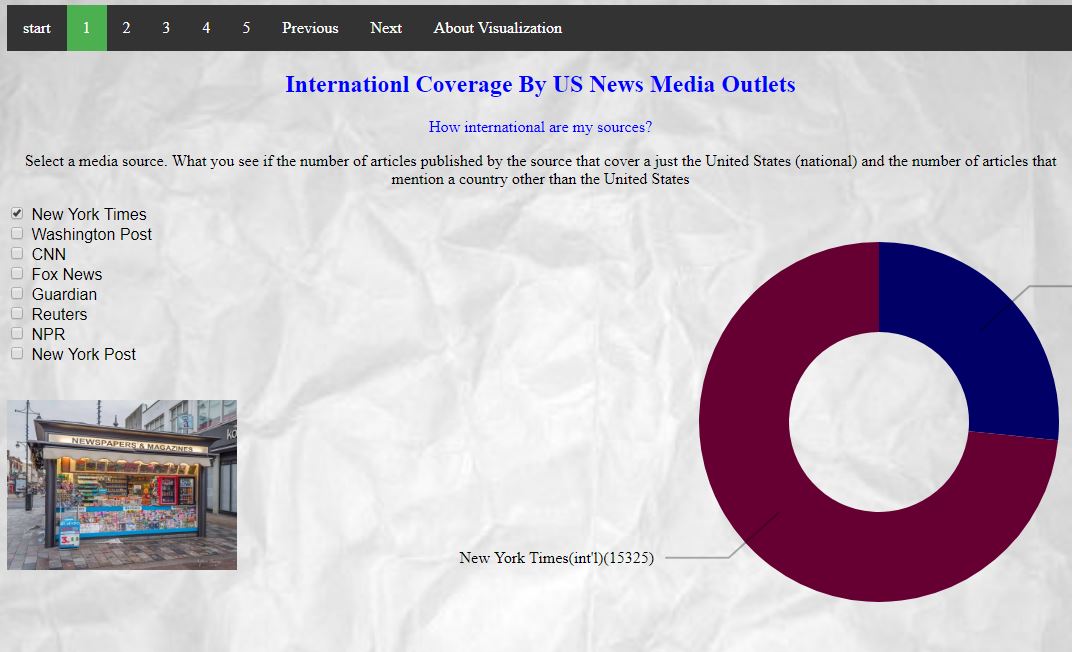 start 1 2 3 4 5 Previous Next About Visualization
Internationl Coverage By US News Media Outlets
How international are my sources?
Select a media source. What you see if the number of articles published by the source that cover a just the United States (national) and the number of articles that
mention a country other than the United States
New York Times
Washington Post
CNN
Fox News
Guardian
Reuters
NPR
New York Post
NEWSPAPERS & MAGAZINES
New York Times(int'l)(15325)